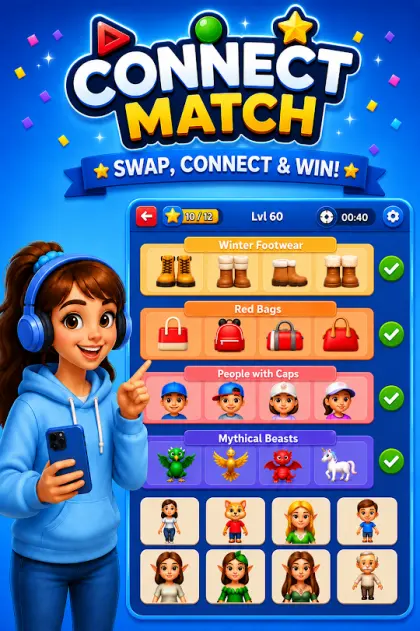 CONNECT
MATCH
SWAP, CONNECT & WIN!
10/12 Lvl 60 00:40
Winter Footwear
Red Bags
People with Caps
Mythical Beasts